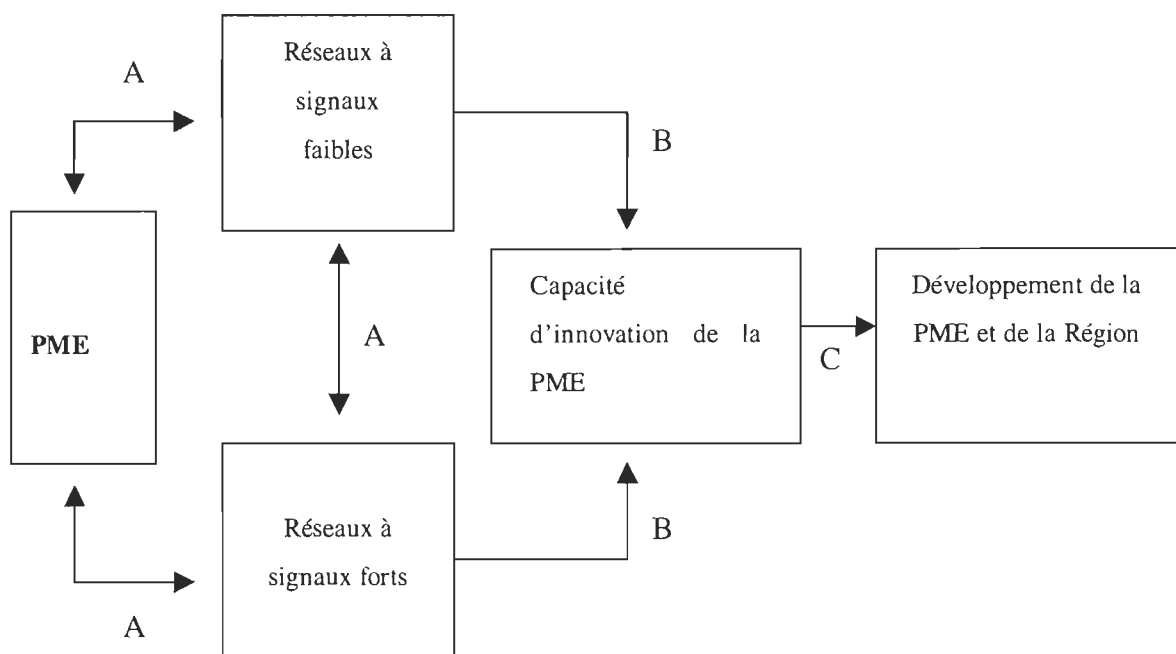 A
Réseaux à
signaux
faibles
B
PME
A
Capacité
d'innovation de la
PME
C
Développement de la
PME et de la Région
A
Réseaux à
signaux forts
B